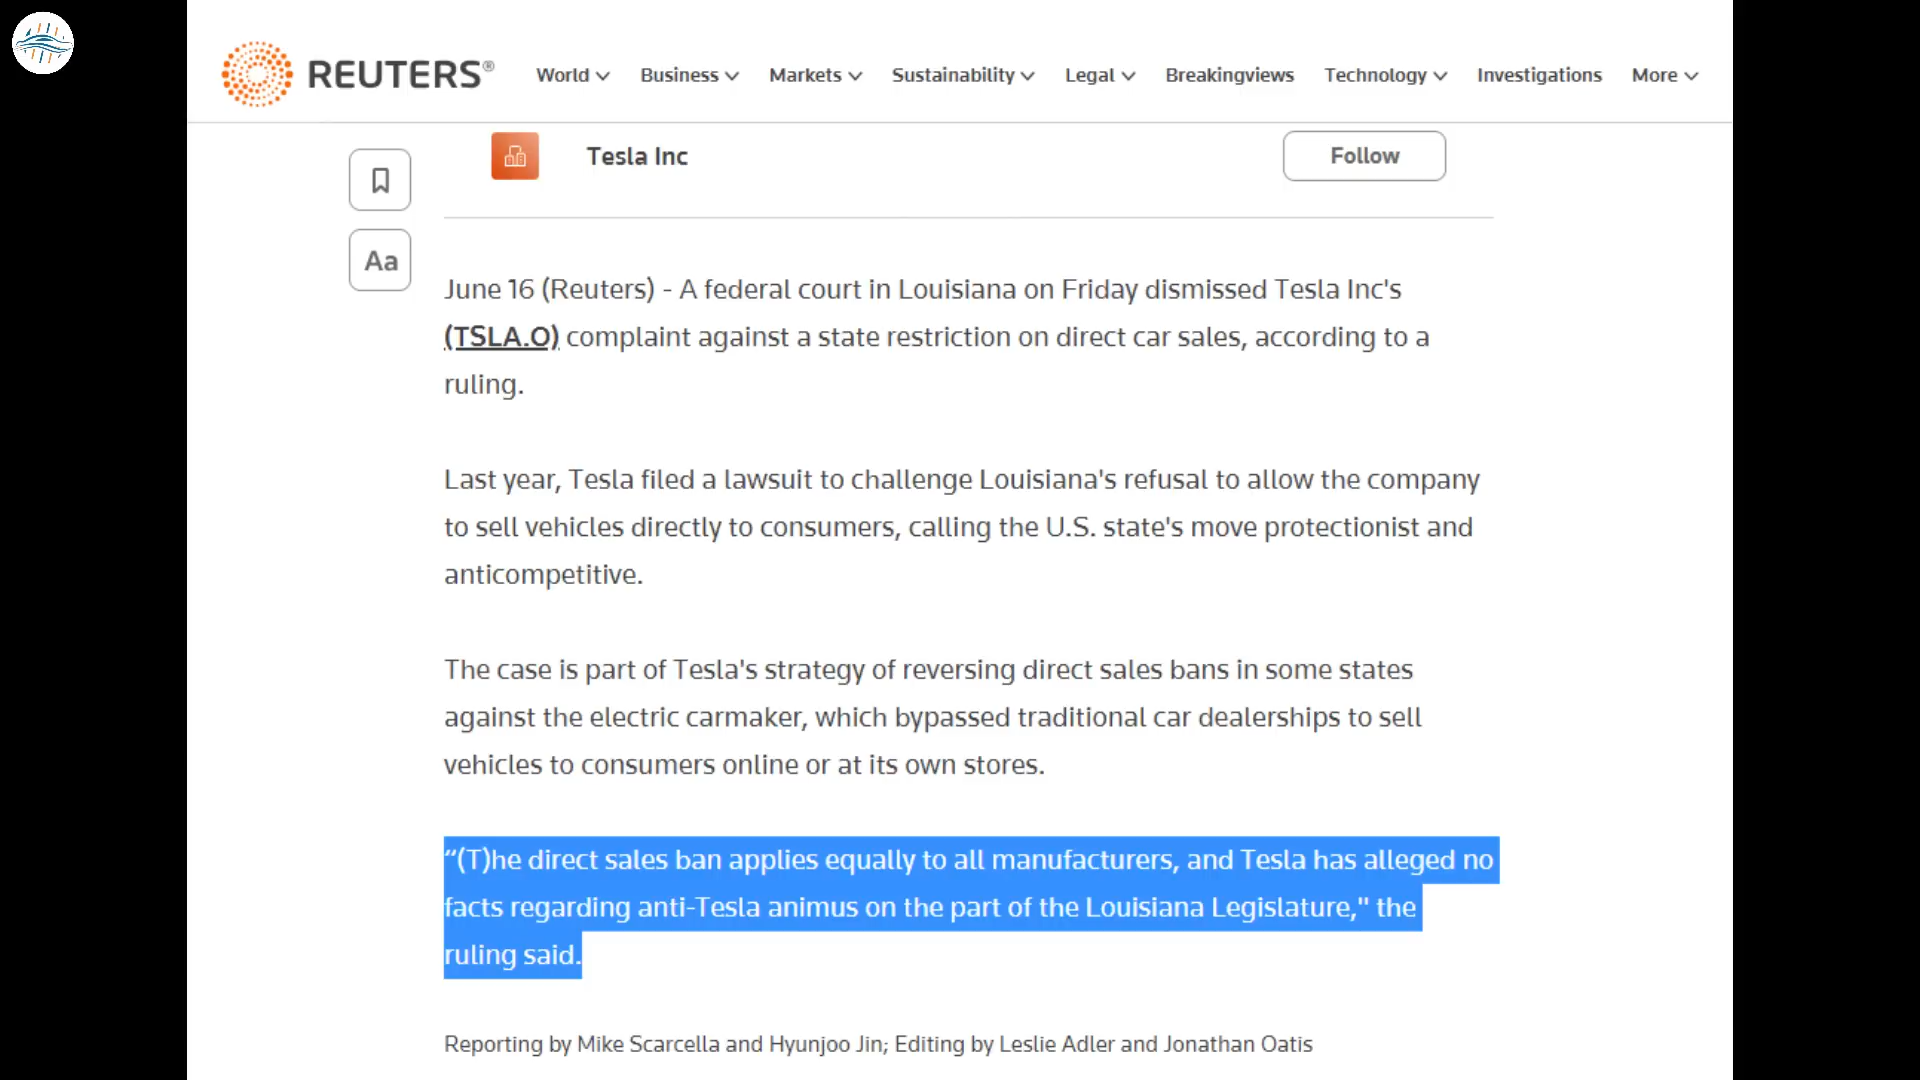 REUTERS®
World Business Markets Sustainability Legal Breakingviews Technology Investigations More
Tesla Inc
Follow
Aa
June 16 (Reuters) - A federal court in Louisiana on Friday dismissed Tesla Inc's
(TSLA.O) complaint against a state restriction on direct car sales, according to a
ruling.
Last year, Tesla filed a lawsuit to challenge Louisiana's refusal to allow the company
to sell vehicles directly to consumers, calling the U.S. state's move protectionist and
anticompetitive.
The case is part of Tesla's strategy of reversing direct sales bans in some states
against the electric carmaker, which bypassed traditional car dealerships to sell
vehicles to consumers online or at its own stores.
“(T)he direct sales ban applies equally to all manufacturers, and Tesla has alleged no
facts regarding anti-Tesla animus on the part of the Louisiana Legislature," the
ruling said.
Reporting by Mike Scarcella and Hyunjoo Jin; Editing by Leslie Adler and Jonathan Oatis